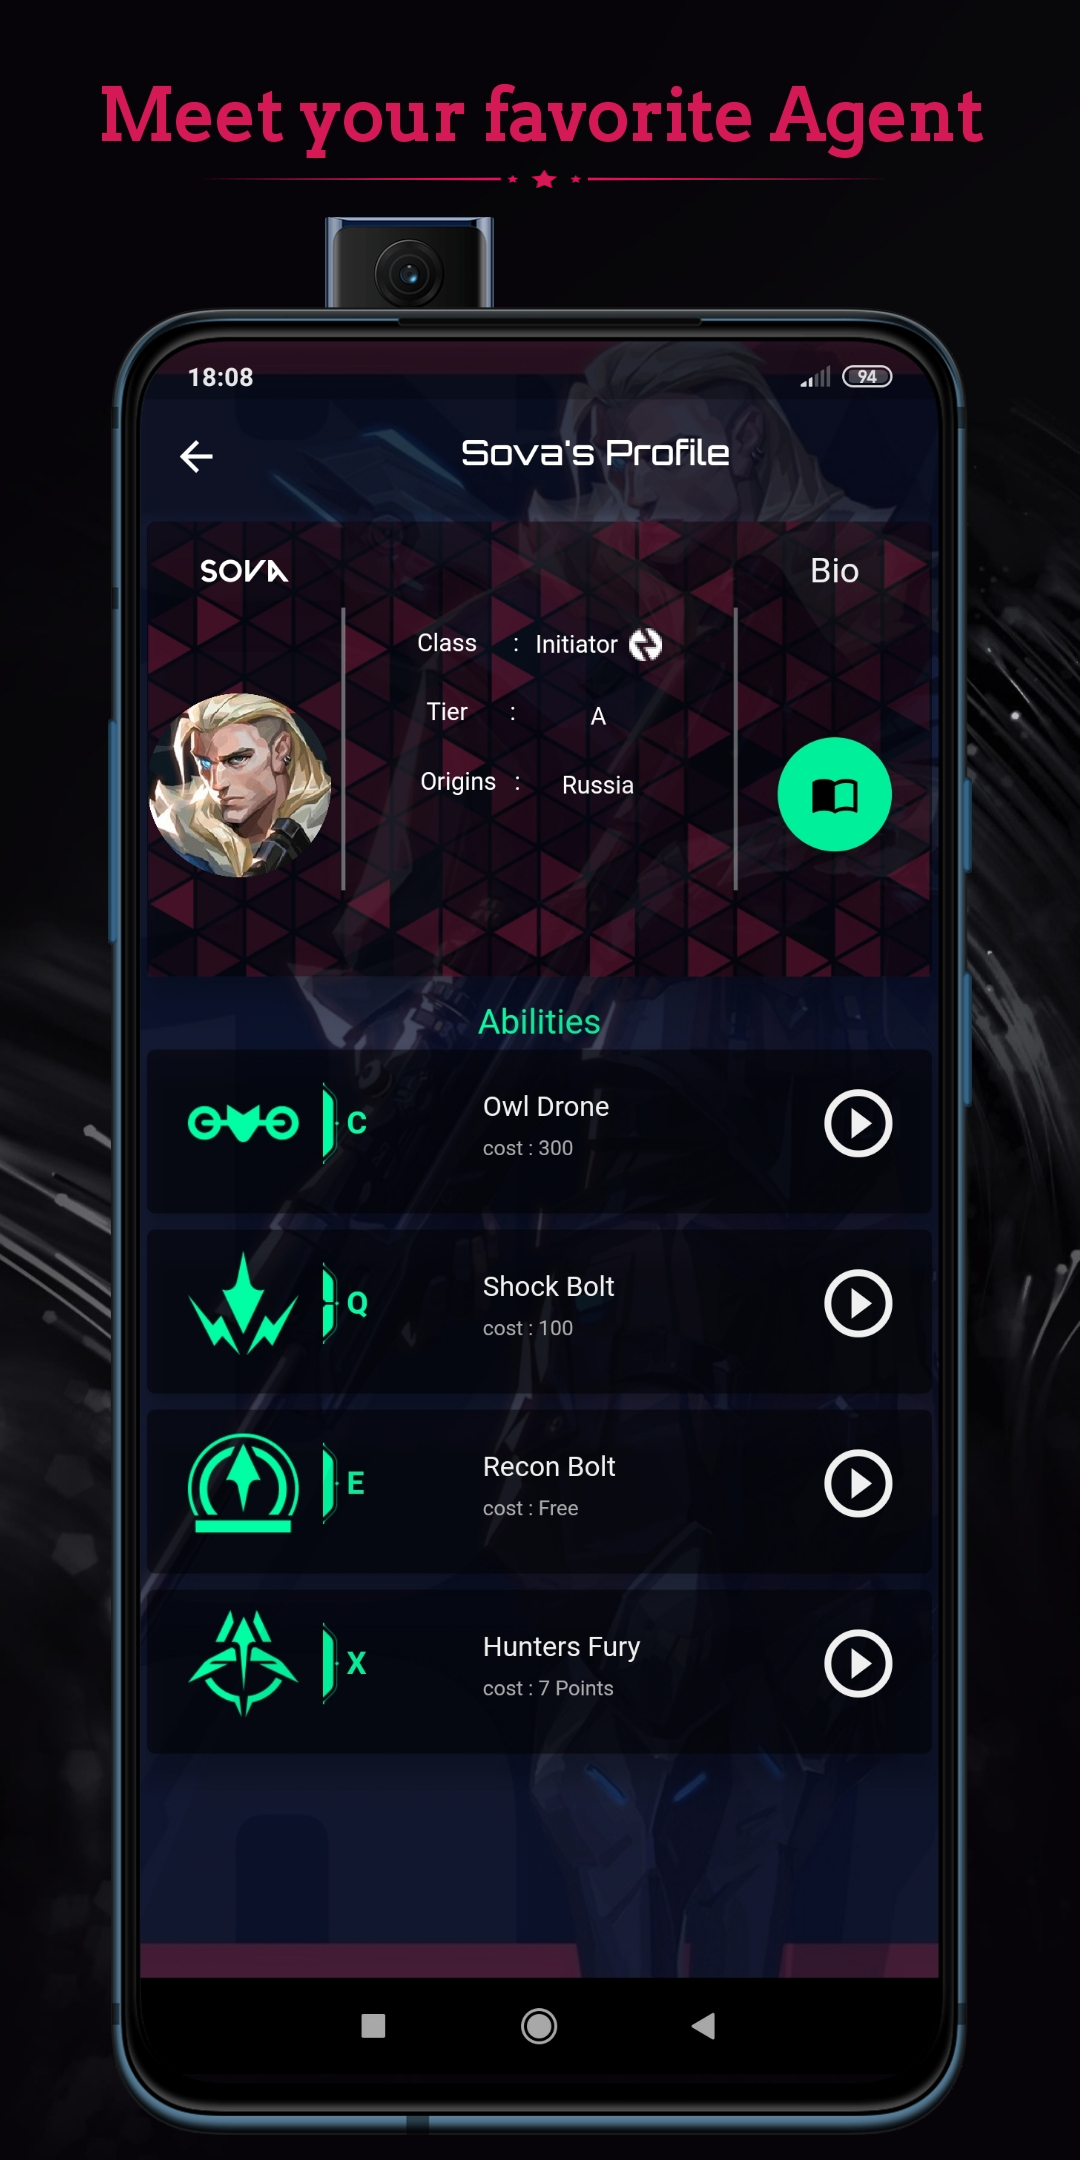 Meet your favorite Agent
18:08
94
Sova's Profile
SOVA
Bio
Class : Initiator
Tier : A
Origins : Russia
Abilities
C
Owl Drone
cost : 300
Q
Shock Bolt
cost : 100
E
Recon Bolt
cost : Free
X
Hunters Fury
cost : 7 Points